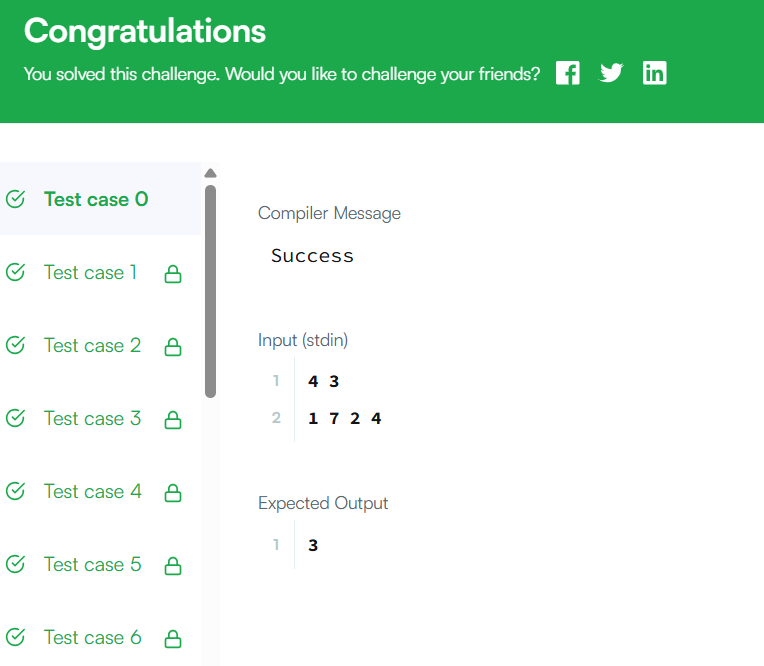 Congratulations
You solved this challenge. Would you like to challenge your friends?
Test case 0
Test case 1
Test case 2
Test case 3
Test case 4
Test case 5
Test case 6
Compiler Message
Success
Input (stdin)
1 4 3
2 1 7 2 4
Expected Output
1 3